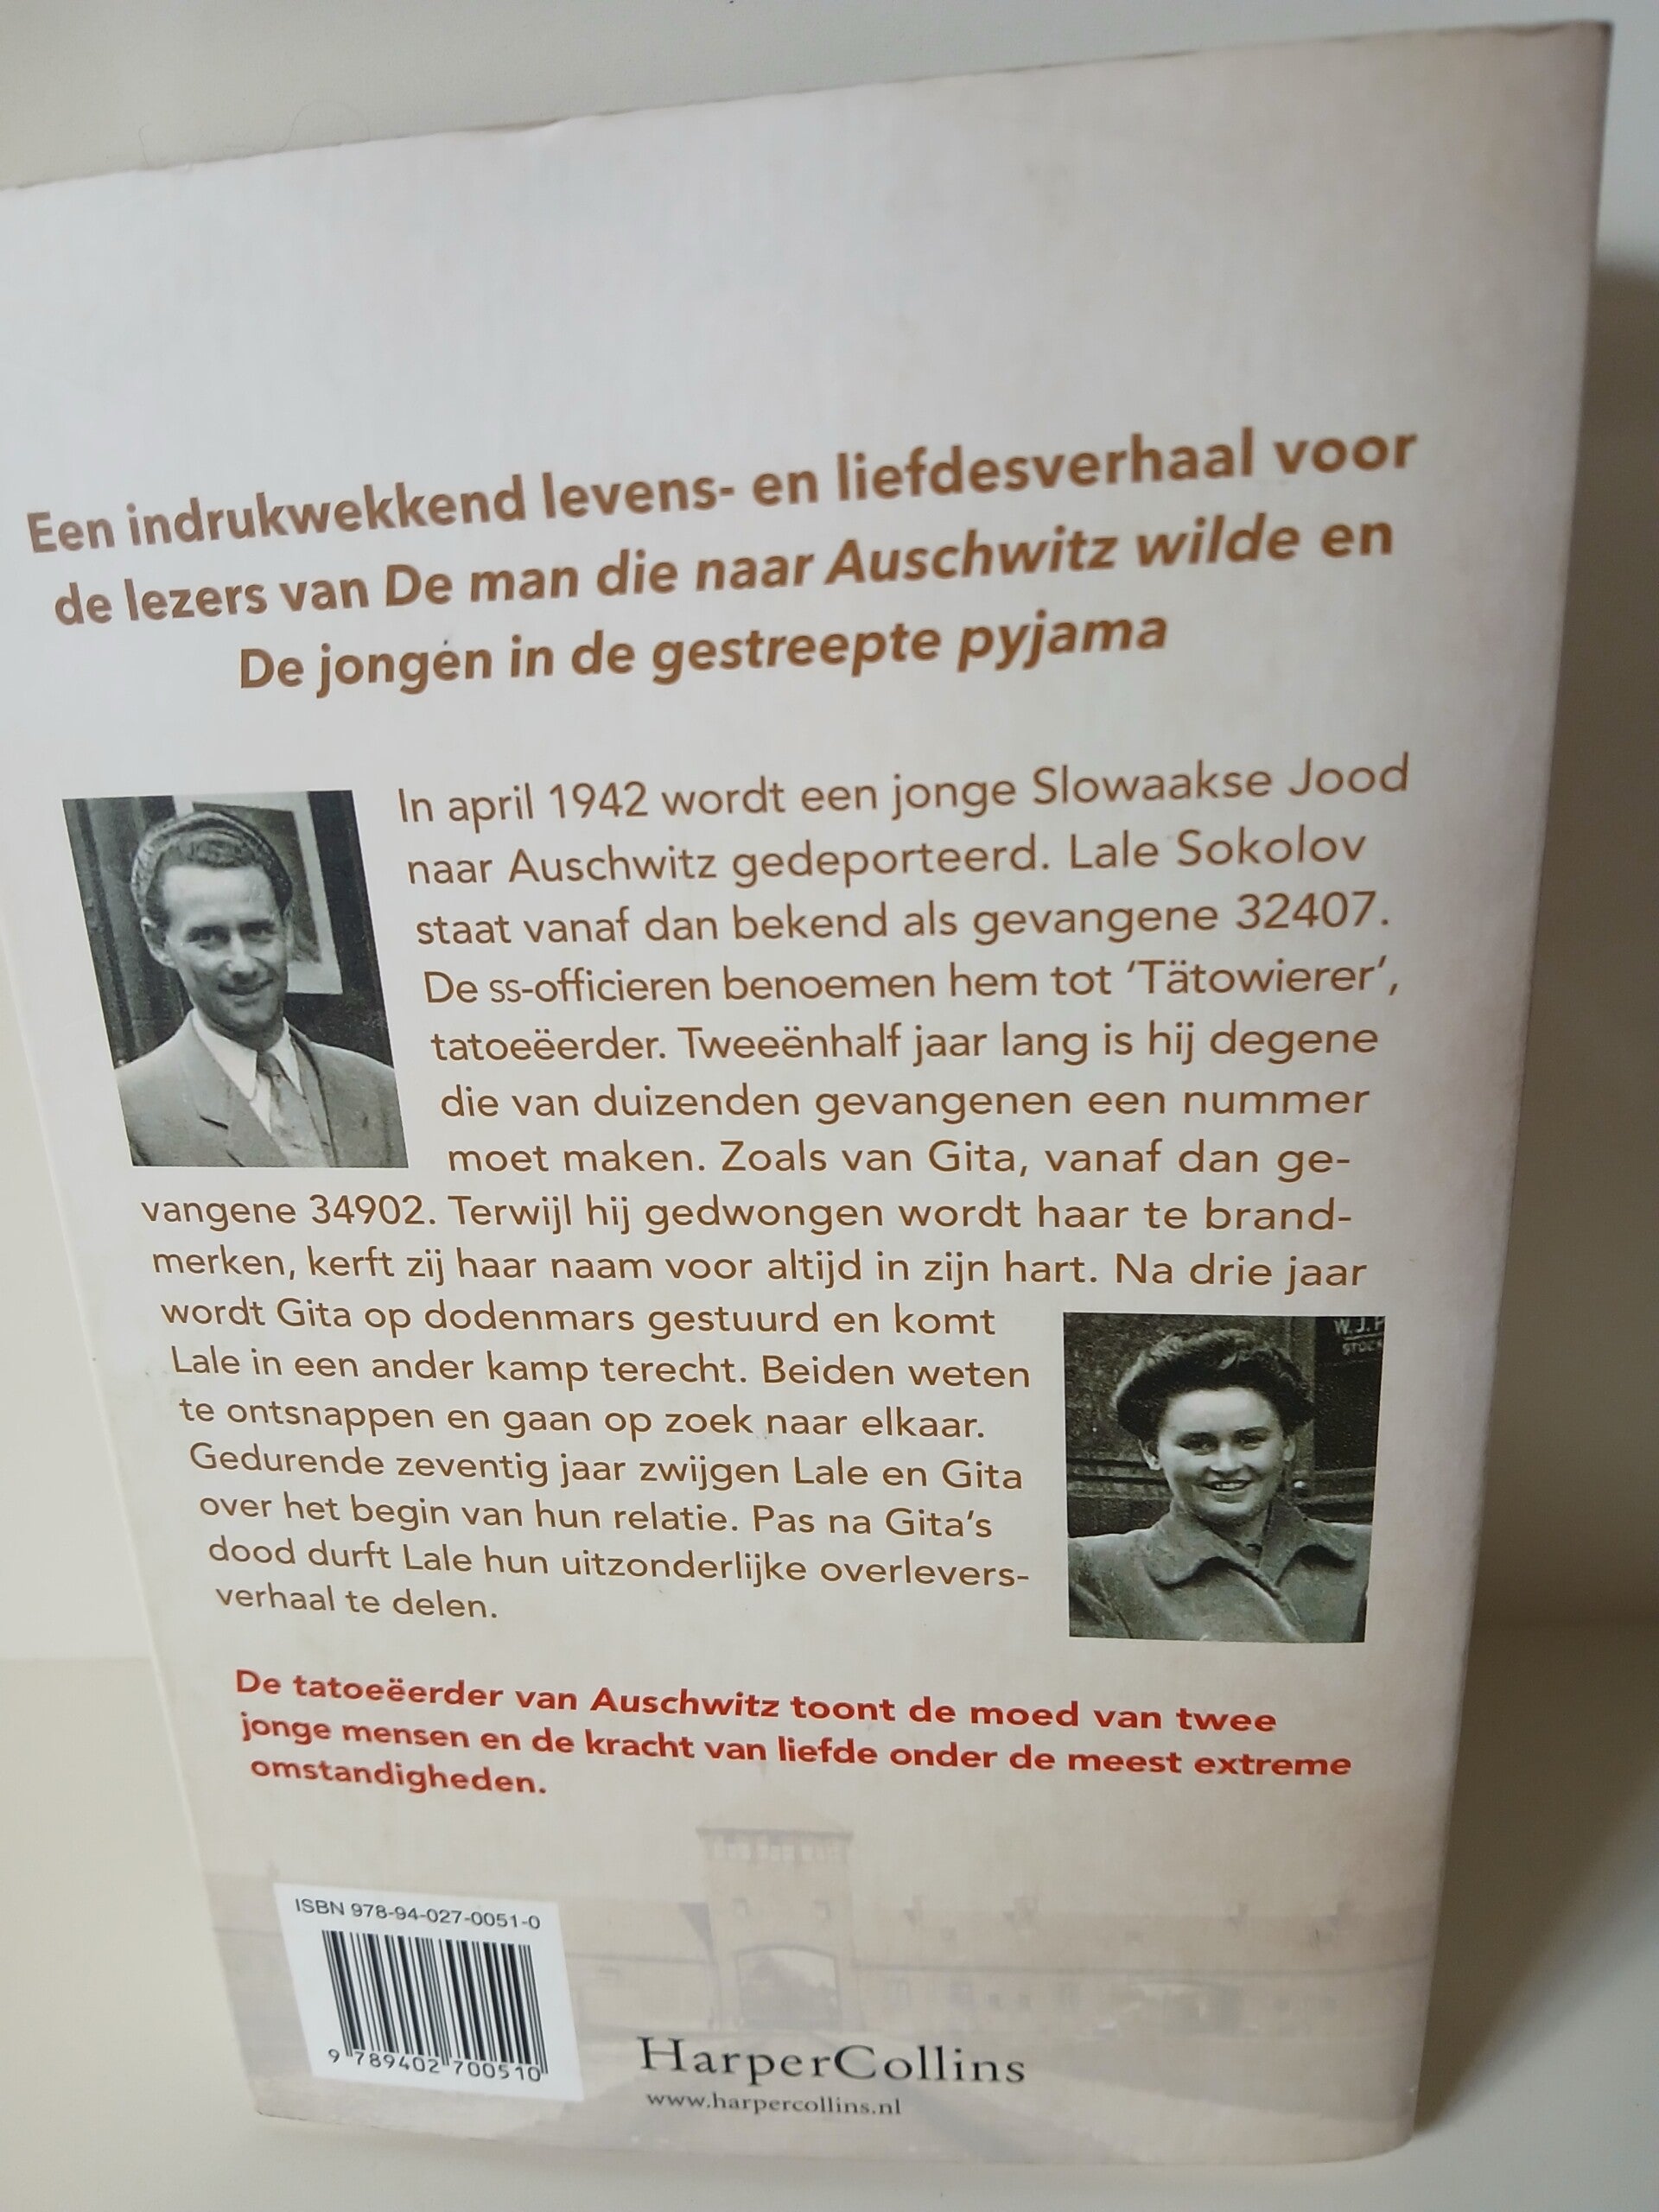 Een indrukwekkend levens- en liefdesverhaal voor
de lezers van De man die naar Auschwitz wilde en
De jongen in de gestreepte pyjama
In april 1942 wordt een jonge Slowaakse Jood
naar Auschwitz gedeporteerd. Lale Sokolov
staat vanaf dan bekend als gevangene 32407.
De ss-officieren benoemen hem tot ‘Tätowierer’,
tatoeëerder. Tweeënhalf jaar lang is hij degene
die van duizenden gevangenen een nummer
moet maken. Zoals van Gita, vanaf dan ge-
vangene 34902. Terwijl hij gedwongen wordt haar te brand-
merken, kerft zij haar naam voor altijd in zijn hart. Na drie jaar
wordt Gita op dodenmars gestuurd en komt
Lale in een ander kamp terecht. Beiden weten
te ontsnappen en gaan op zoek naar elkaar.
Gedurende zeventig jaar zwijgen Lale en Gita
over het begin van hun relatie. Pas na Gita’s
dood durft Lale hun uitzonderlijke overlevers-
verhaal te delen.
De tatoeëerder van Auschwitz toont de moed van twee
jonge mensen en de kracht van liefde onder de meest extreme
omstandigheden.
ISBN 978-94-027-0051-0
9 789402 700510
HarperCollins
www.harpercollins.nl